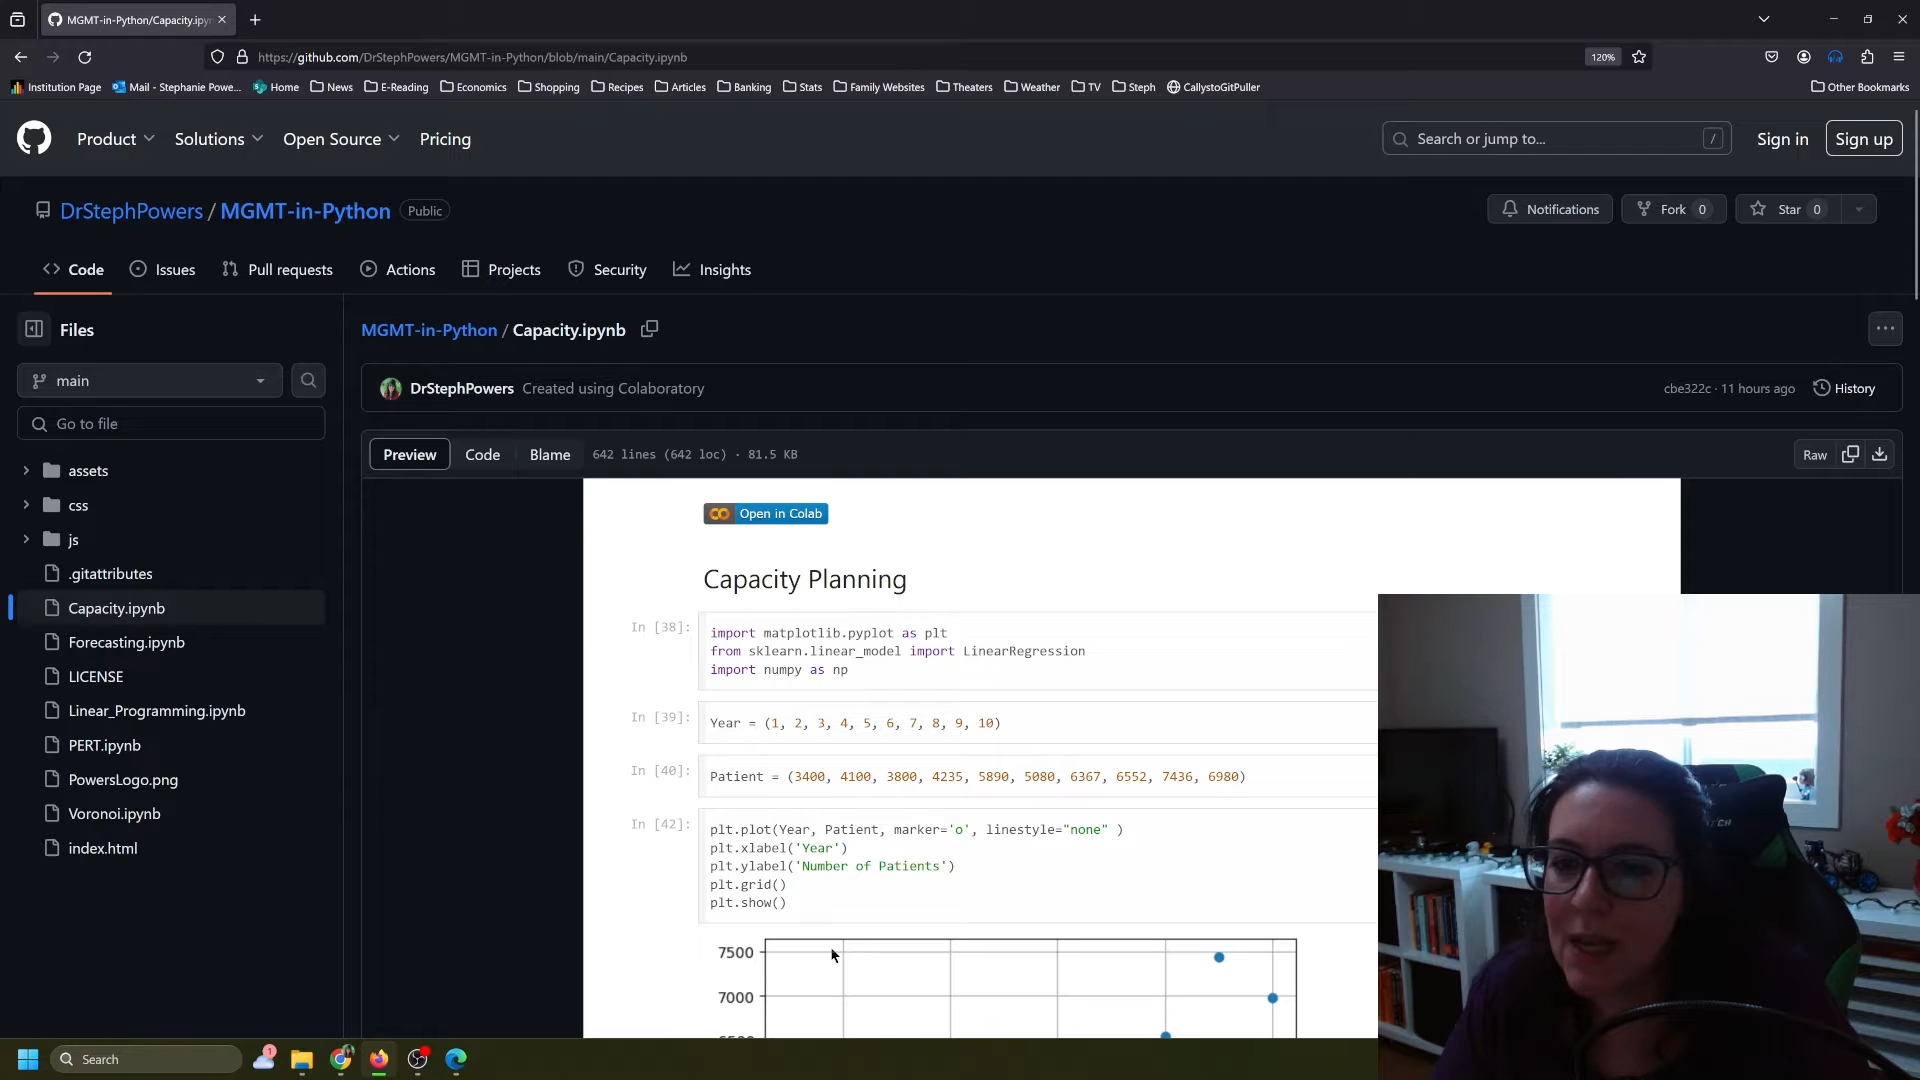 MGMT-in-Python/Capacity.ipyn
https://github.com/DrStephPowers/MGMT-in-Python/blob/main/Capacity.ipynb
120%
Institution Page
Mail - Stephanie Powe...
Home
News
E-Reading
Economics
Shopping
Recipes
Articles
Banking
Stats
Family Websites
Theaters
Weather
TV
Steph
CallystoGitPuller
Other Bookmarks
Product
Solutions
Open Source
Pricing
Search or jump to...
/
Sign in
Sign up
DrStephPowers / MGMT-in-Python
Public
Notifications
Fork 0
Star 0
Code
Issues
Pull requests
Actions
Projects
Security
Insights
Files
MGMT-in-Python / Capacity.ipynb
main
DrStephPowers Created using Colaboratory
cbe322c · 11 hours ago
History
Go to file
Preview
Code
Blame
642 lines (642 loc) · 81.5 KB
Raw
assets
css
js
.gitattributes
Capacity.ipynb
Forecasting.ipynb
LICENSE
Linear_Programming.ipynb
PERT.ipynb
PowersLogo.png
Voronoi.ipynb
index.html
Open in Colab
Capacity Planning
In [38]:
import matplotlib.pyplot as plt
from sklearn.linear_model import LinearRegression
import numpy as np
In [39]:
Year = (1, 2, 3, 4, 5, 6, 7, 8, 9, 10)
In [40]:
Patient = (3400, 4100, 3800, 4235, 5890, 5080, 6367, 6552, 7436, 6980)
In [42]:
plt.plot(Year, Patient, marker='o', linestyle="none" )
plt.xlabel('Year')
plt.ylabel('Number of Patients')
plt.grid()
plt.show()
7500
7000
Search
1